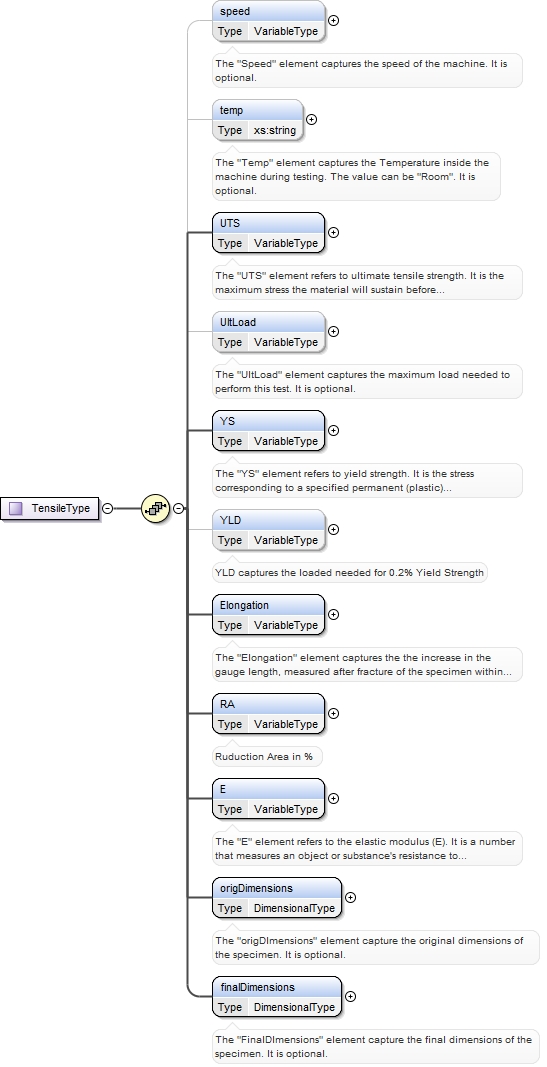 speed
Type VariableType
The "Speed" element captures the speed of the machine. It is
optional.
temp
Type xs:string
The "Temp" element captures the Temperature inside the
machine during testing. The value can be "Room". It is
optional.
UTS
Type VariableType
The "UTS" element refers to ultimate tensile strength. It is the
maximum stress the material will sustain before...
UltLoad
Type VariableType
The "UltLoad" element captures the maximum load needed to
perform this test. It is optional.
YS
Type VariableType
The "YS" element refers to yield strength. It is the stress
corresponding to a specified permanent (plastic)...
TensileType
YLD
Type VariableType
YLD captures the loaded needed for 0.2% Yield Strength
Elongation
Type VariableType
The "Elongation" element captures the the increase in the
gauge length, measured after fracture of the specimen within...
RA
Type VariableType
Ruduction Area in %
E
Type VariableType
The "E" element refers to the elastic modulus (E). It is a number
that measures an object or substance's resistance to...
origDimensions
Type DimensionalType
The "origDImensions" element capture the original dimensions of
the specimen. It is optional.
finalDimensions
Type DimensionalType
The "FinalDImensions" element capture the final dimensions of the
specimen. It is optional.